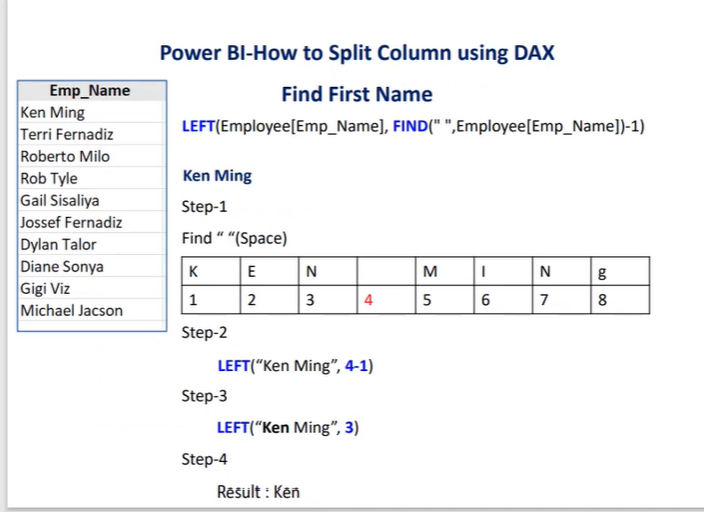 Power BI-How to Split Column using DAX
Emp_Name
Ken Ming
Terri Fernadiz
Roberto Milo
Rob Tyle
Gail Sisaliya
Jossef Fernadiz
Dylan Talor
Diane Sonya
Gigi Viz
Michael Jacson
Find First Name
LEFT(Employee[Emp_Name], FIND(" ",Employee[Emp_Name])-1)
Ken Ming
Step-1
Find “ “(Space)
K E N M I N g
1 2 3 4 5 6 7 8
Step-2
LEFT(“Ken Ming”, 4-1)
Step-3
LEFT(“Ken Ming”, 3)
Step-4
Result : Ken